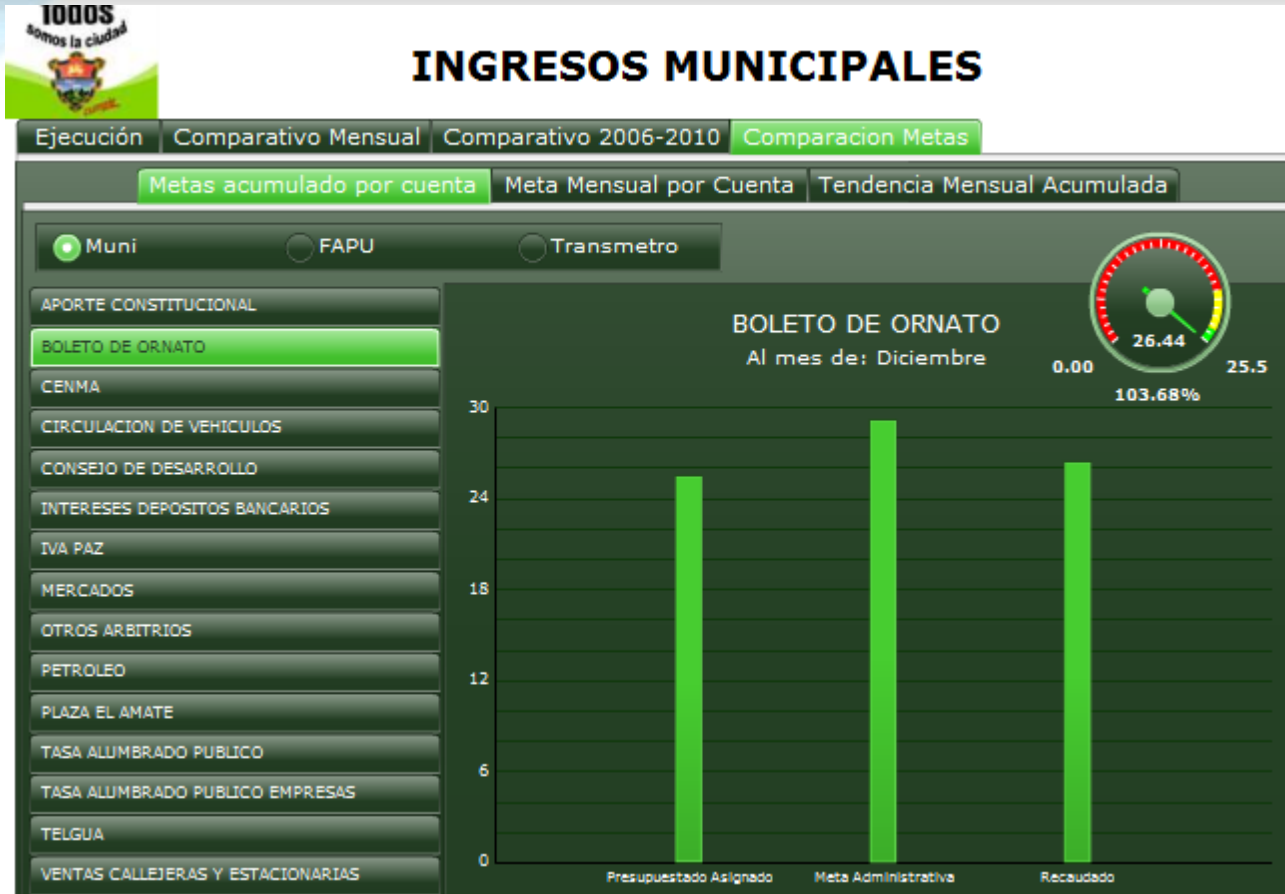 TODOS
somos la ciudad
INGRESOS MUNICIPALES
Ejecución Comparativo Mensual Comparativo 2006-2010 Comparacion Metas
Metas acumulado por cuenta Meta Mensual por Cuenta Tendencia Mensual Acumulada
Muni FAPU Transmetro
APORTE CONSTITUCIONAL
BOLETO DE ORNATO
CENMA
CIRCULACION DE VEHICULOS
CONSEJO DE DESARROLLO
INTERESES DEPOSITOS BANCARIOS
IVA PAZ
MERCADOS
OTROS ARBITRIOS
PETROLEO
PLAZA EL AMATE
TASA ALUMBRADO PUBLICO
TASA ALUMBRADO PUBLICO EMPRESAS
TELGUA
VENTAS CALLEJERAS Y ESTACIONARIAS
BOLETO DE ORNATO
Al mes de: Diciembre
26.44
0.00 25.5
103.68%
30
24
18
12
6
0
Presupuestado Asignado Meta Administrativa Recaudado